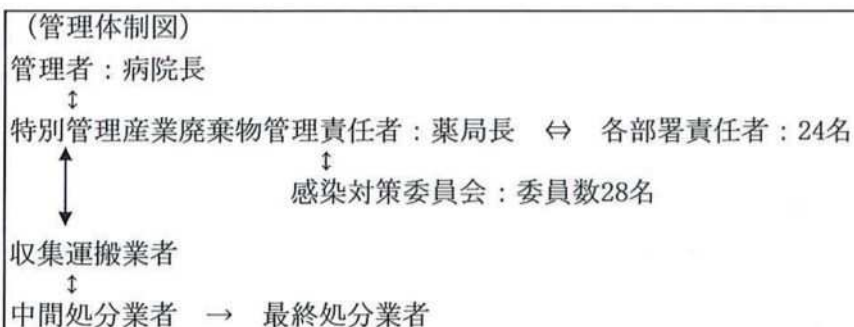 （管理体制図）
管理者：病院長
↕
特別管理産業廃棄物管理責任者：薬局長　⇔　各部署責任者：24名
↕
感染対策委員会：委員数28名
収集運搬業者
↕
中間処分業者　→　最終処分業者